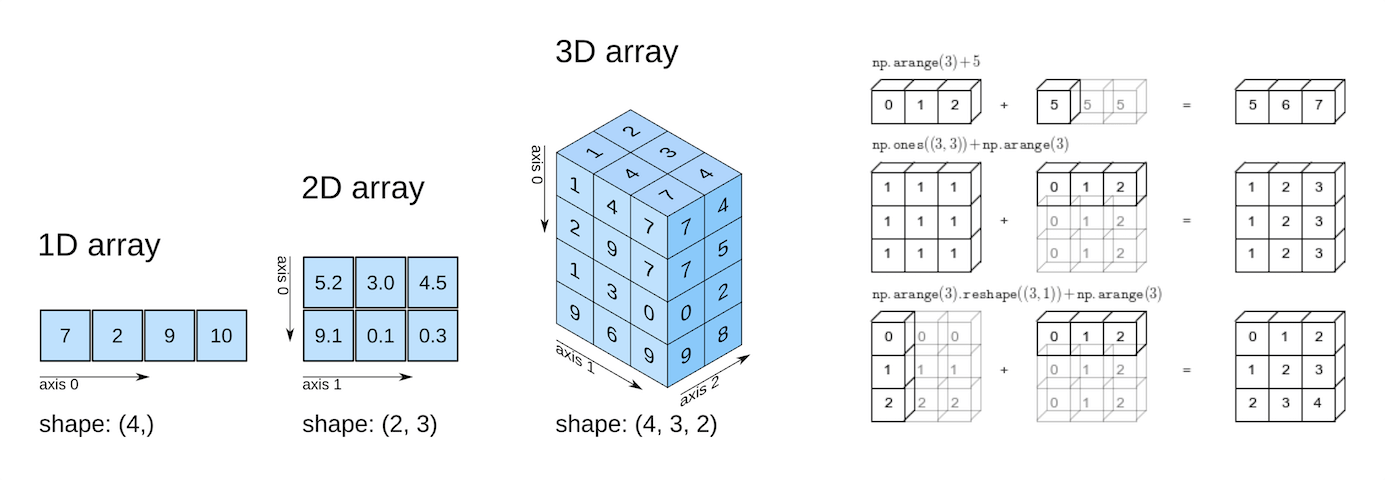 1D array
7 2 9 10
axis 0
shape: (4,)
2D array
axis 0
5.2 3.0 4.5
9.1 0.1 0.3
axis 1
shape: (2, 3)
3D array
axis 0
2
1 3
4 4
7
1 4 7 7 4
2 9 7 7 5
1 3 0 0 2
9 6 9 9 8
axis 1
axis 2
shape: (4, 3, 2)
np.arange(3)+5
0 1 2 + 5 5 5 = 5 6 7
np.ones((3, 3))+np.arange(3)
1 1 1 0 1 2 1 2 3
1 1 1 + 0 1 2 = 1 2 3
1 1 1 0 1 2 1 2 3
np.arange(3).reshape((3, 1))+np.arange(3)
0 0 0 0 1 2 0 1 2
1 1 1 + 0 1 2 = 1 2 3
2 2 2 0 1 2 2 3 4